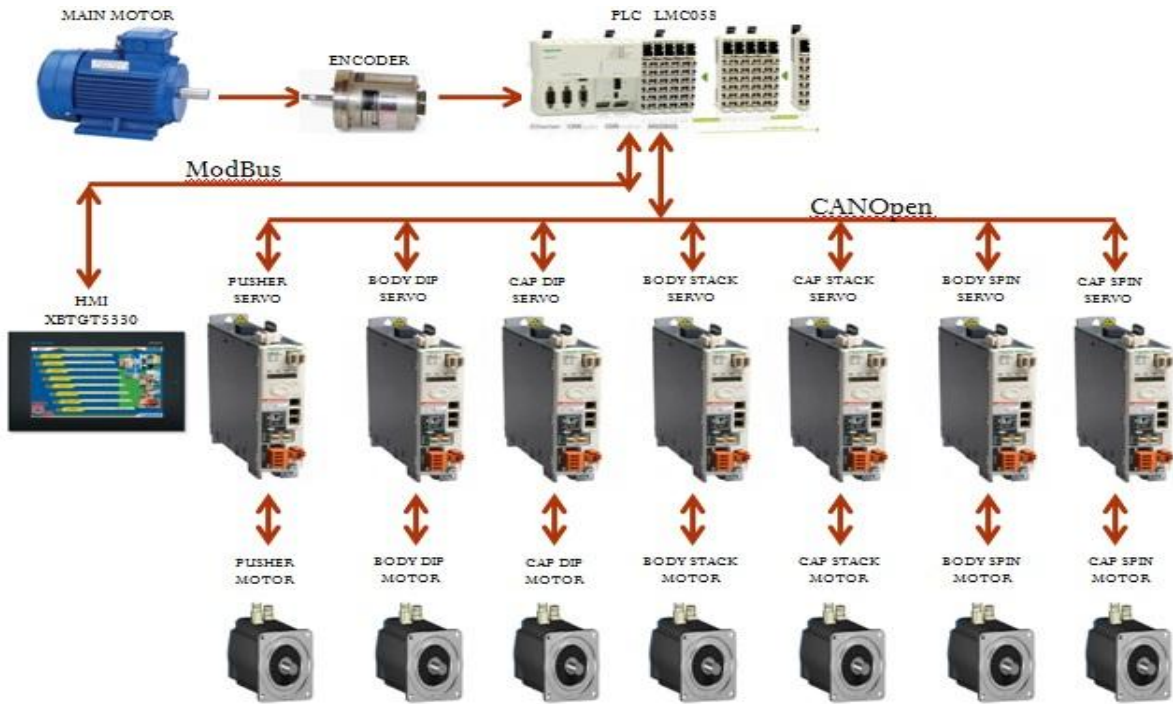 MAIN MOTOR
PLC LMC058
ENCODER
ModBus
CANOpen
HMI
XBTGT5330
PUSHER
SERVO
BODY DIP
SERVO
CAP DIP
SERVO
BODY STACK
SERVO
CAP STACK
SERVO
BODY SPIN
SERVO
CAP SPIN
SERVO
PUSHER
MOTOR
BODY DIP
MOTOR
CAP DIP
MOTOR
BODY STACK
MOTOR
CAP STACK
MOTOR
BODY SPIN
MOTOR
CAP SPIN
MOTOR